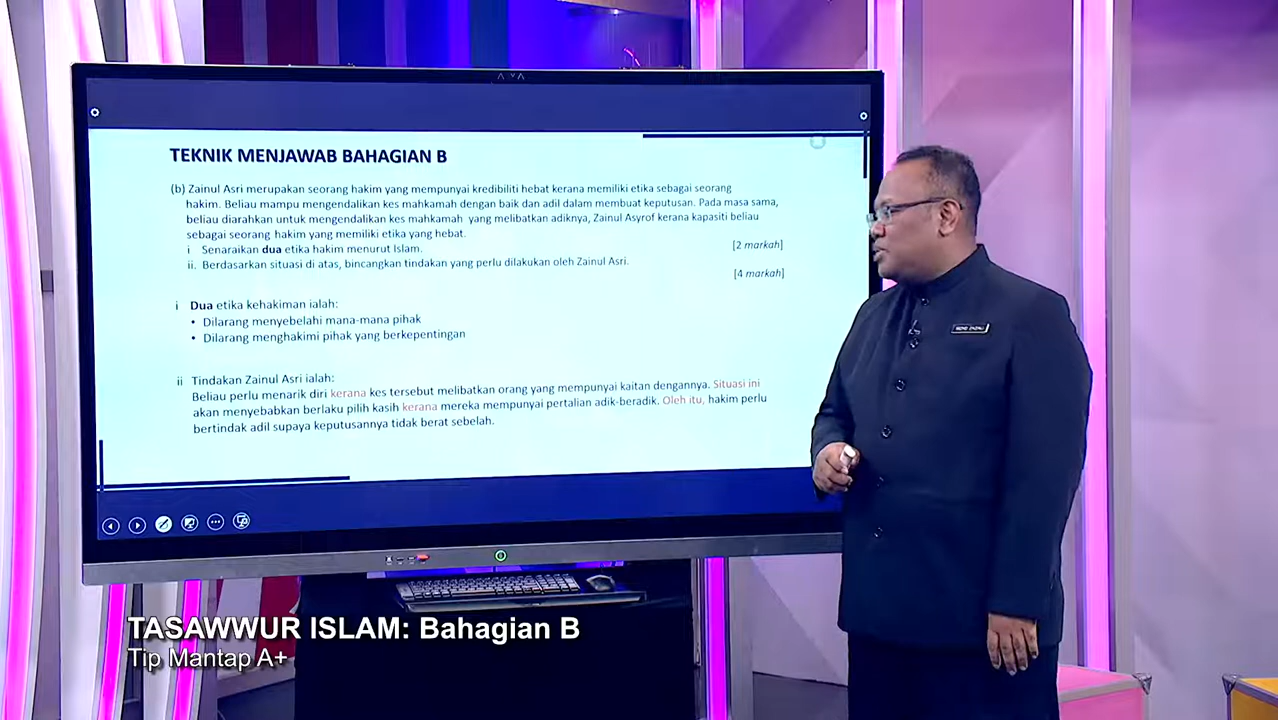 TEKNIK MENJAWAB BAHAGIAN B
(b) Zainul Asri merupakan seorang hakim yang mempunyai kredibiliti hebat kerana memiliki etika sebagai seorang
hakim. Beliau mampu mengendalikan kes mahkamah dengan baik dan adil dalam membuat keputusan. Pada masa sama,
beliau diarahkan untuk mengendalikan kes mahkamah yang melibatkan adiknya, Zainul Asyrof kerana kapasiti beliau
sebagai seorang hakim yang memiliki etika yang hebat.
i Senaraikan dua etika hakim menurut Islam.
[2 markah]
ii. Berdasarkan situasi di atas, bincangkan tindakan yang perlu dilakukan oleh Zainul Asri.
[4 markah]
i Dua etika kehakiman ialah:
• Dilarang menyebelahi mana-mana pihak
• Dilarang menghakimi pihak yang berkepentingan
ii Tindakan Zainul Asri ialah:
Beliau perlu menarik diri kerana kes tersebut melibatkan orang yang mempunyai kaitan dengannya. Situasi ini
akan menyebabkan berlaku pilih kasih kerana mereka mempunyai pertalian adik-beradik. Oleh itu, hakim perlu
bertindak adil supaya keputusannya tidak berat sebelah.
TASAWWUR ISLAM: Bahagian B
Tip Mantap A+